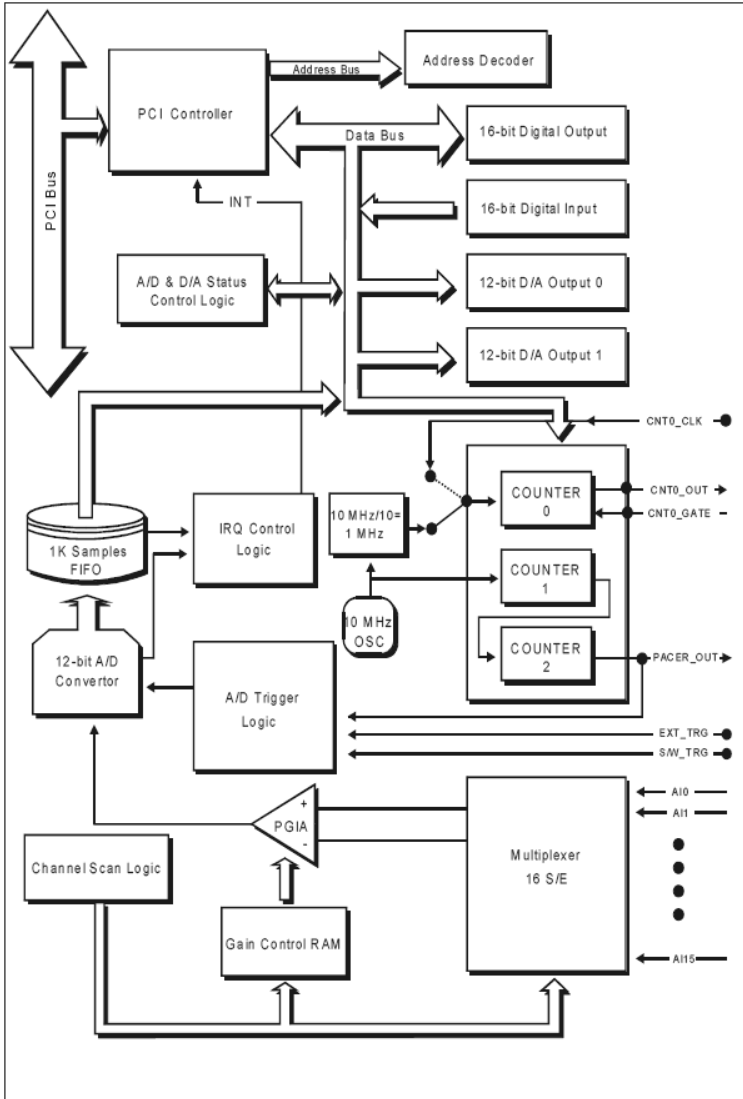 Address Bus
Address Decoder
PCI Controller
Data Bus
16-bit Digital Output
PCI Bus
INT
16-bit Digital Input
A/D & D/A Status
Control Logic
12-bit D/A Output 0
12-bit D/A Output 1
CNT0_CLK
COUNTER
0
CNT0_OUT
CNT0_GATE
10 MHz/10=
1 MHz
IRQ Control
Logic
1K Samples
FIFO
COUNTER
1
10 MHz
OSC
COUNTER
2
PACER_OUT
12-bit A/D
Convertor
A/D Trigger
Logic
EXT_TRG
S/W_TRG
AI0
AI1
+
PGIA
-
Multiplexer
16 S/E
Channel Scan Logic
Gain Control RAM
AI15